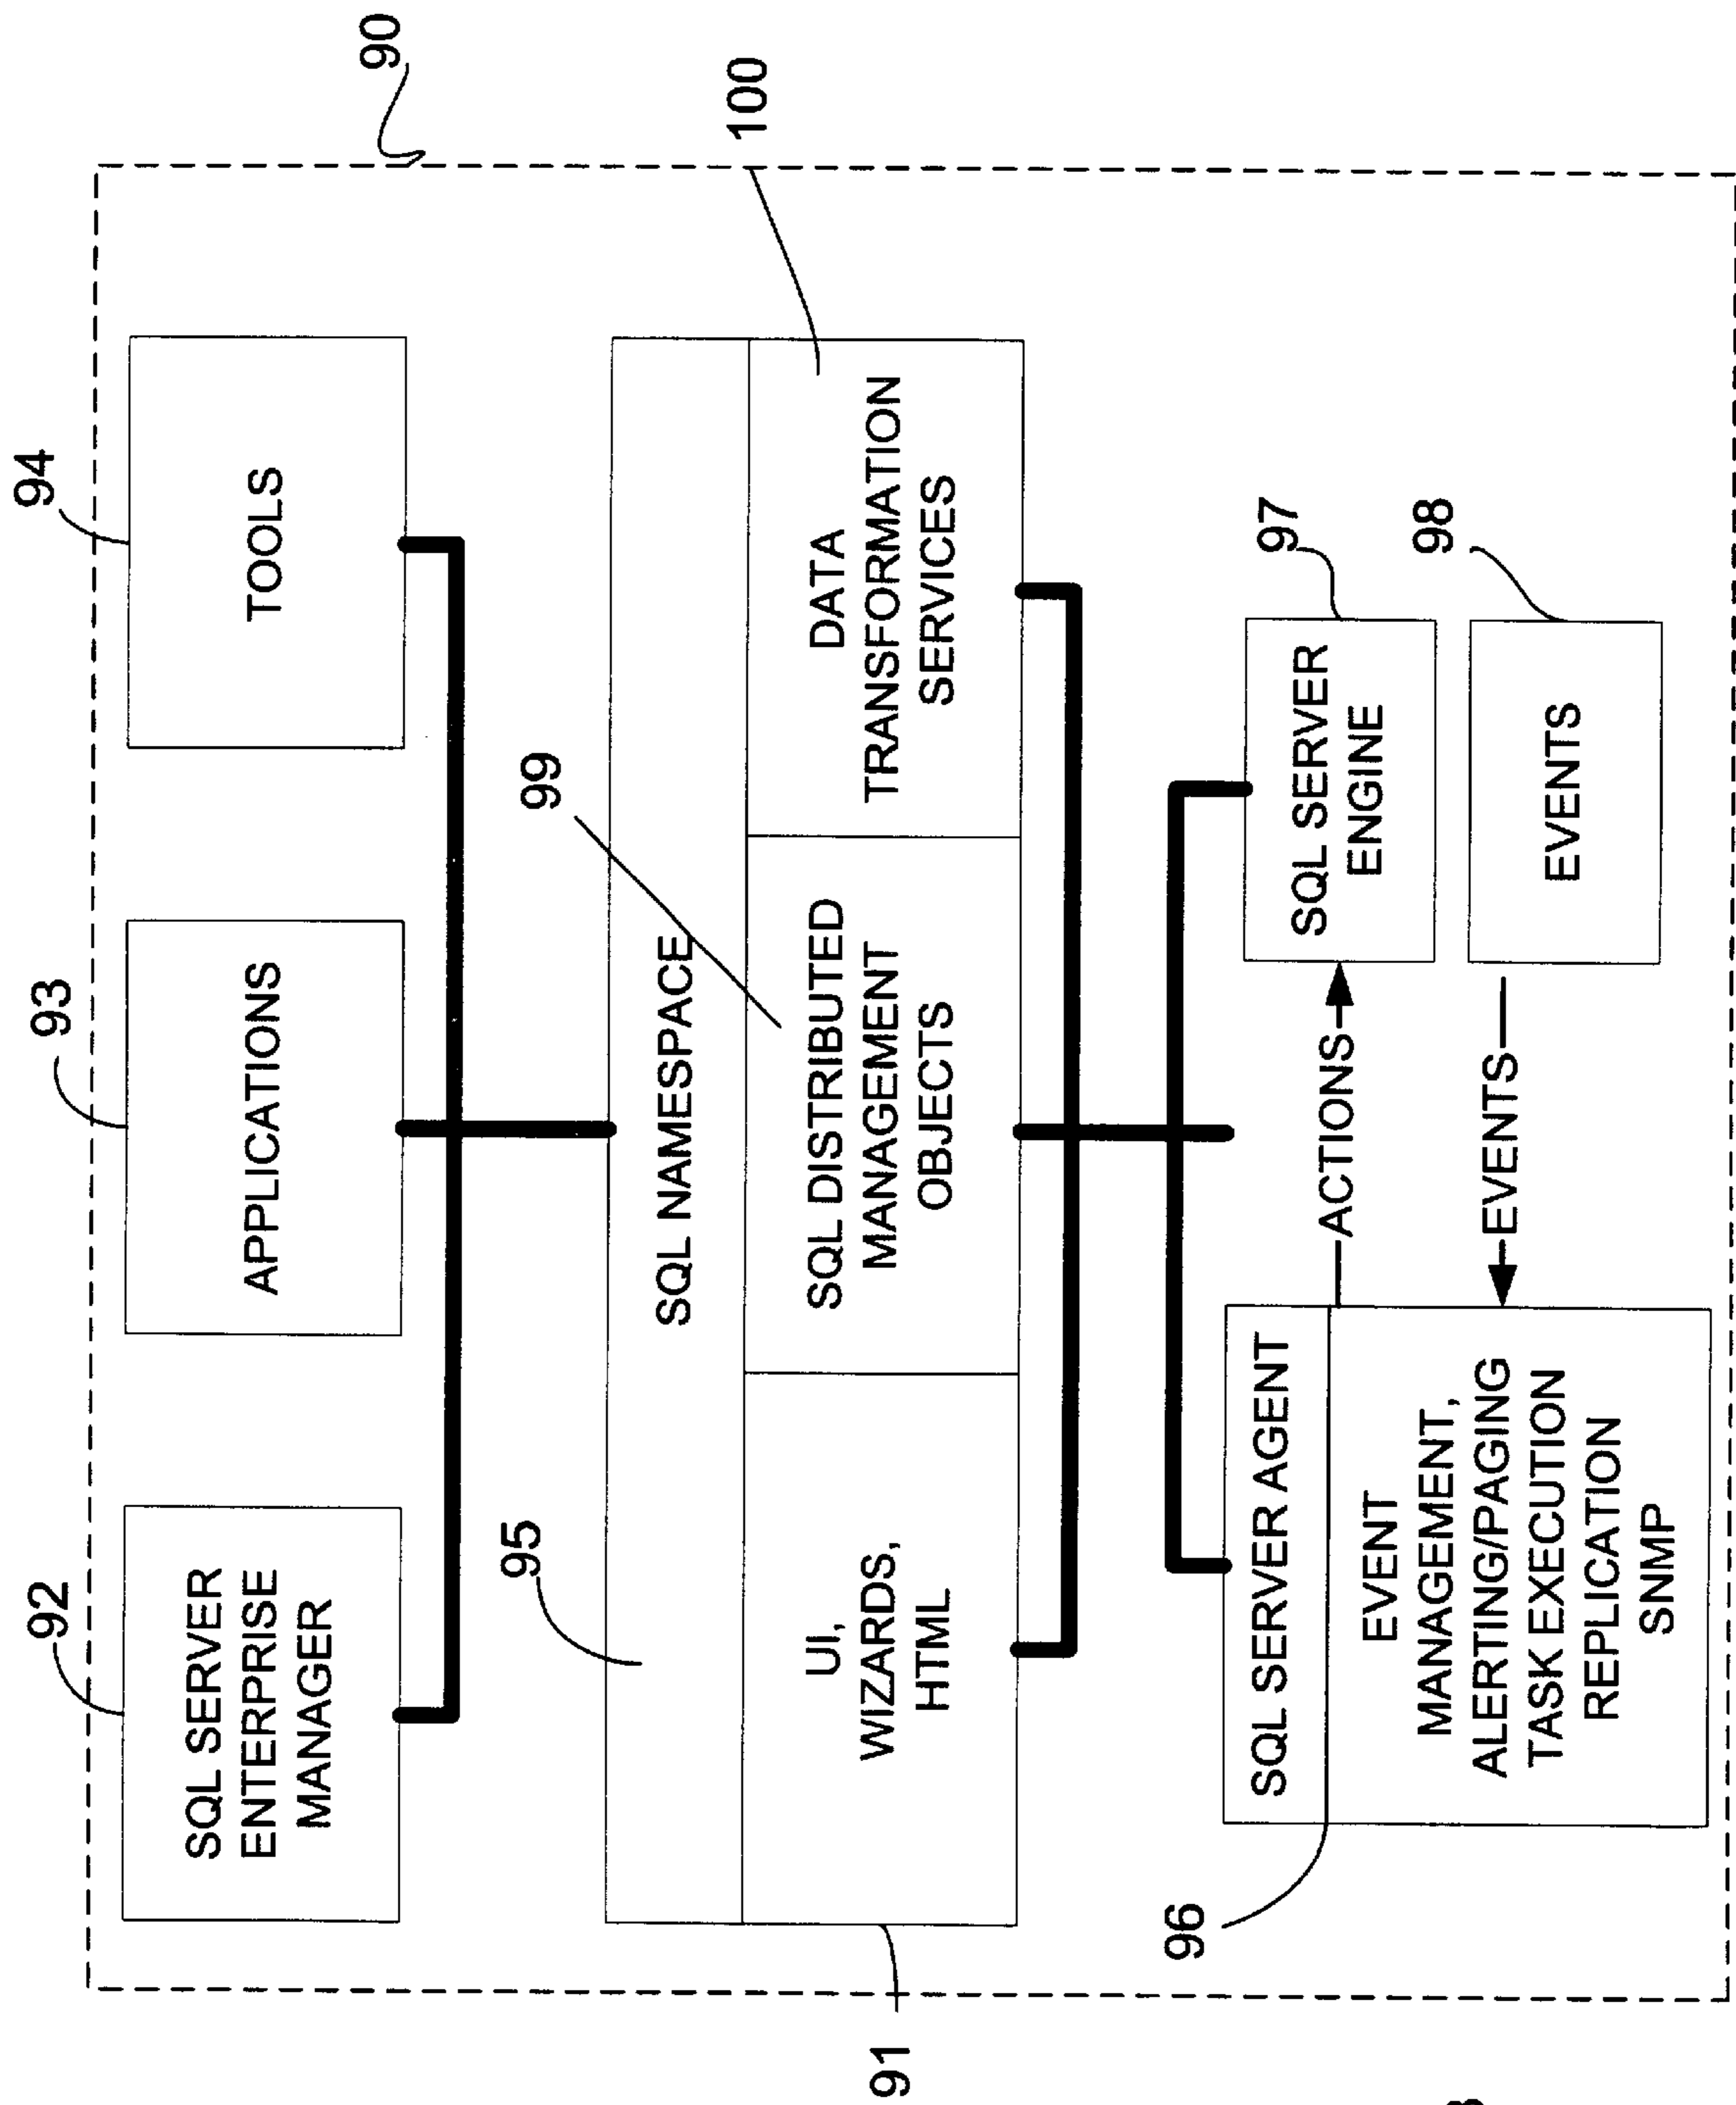 90
94
93
92
TOOLS
APPLICATIONS
SQL SERVER
ENTERPRISE
MANAGER
100
99
95
91
SQL NAMESPACE
UI,
WIZARDS,
HTML
SQL DISTRIBUTED
MANAGEMENT
OBJECTS
DATA
TRANSFORMATION
SERVICES
96
SQL SERVER AGENT
EVENT
MANAGEMENT,
ALERTING/PAGING
TASK EXECUTION
REPLICATION
SNMP
ACTIONS
EVENTS
97
SQL SERVER
ENGINE
98
EVENTS